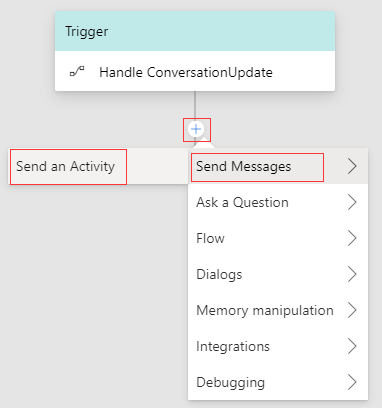 Trigger
Handle ConversationUpdate
Send an Activity
Send Messages
Ask a Question
Flow
Dialogs
Memory manipulation
Integrations
Debugging